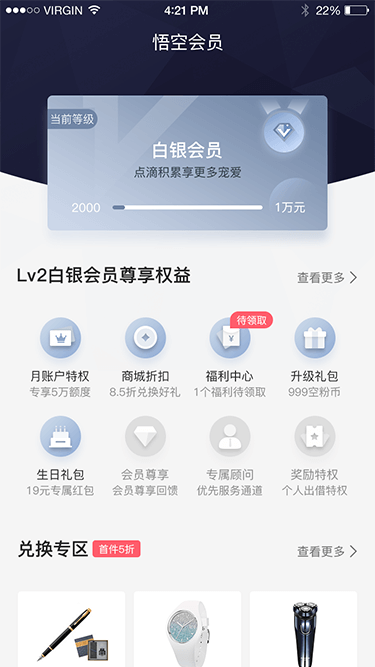 VIRGIN 4:21 PM 22%
悟空会员
当前等级
白银会员
点滴积累享更多宠爱
2000 1万元
Lv2白银会员尊享权益 查看更多
待领取
¥
月账户特权 商城折扣 福利中心 升级礼包
专享5万额度 8.5折兑换好礼 1个福利待领取 999空粉币
生日礼包 会员尊享 专属顾问 奖励特权
19元专属红包 会员尊享回馈 优先服务通道 个人出借特权
兑换专区 首件5折 查看更多